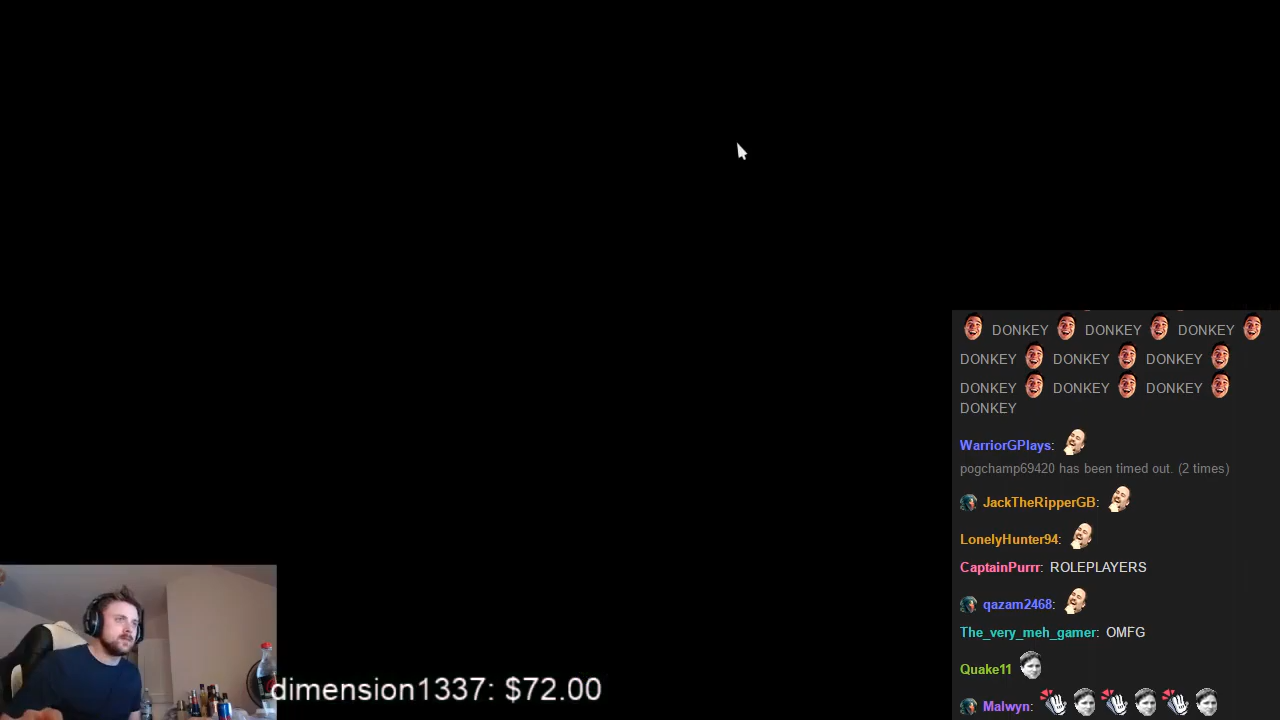 DONKEY DONKEY DONKEY
DONKEY DONKEY DONKEY
DONKEY DONKEY DONKEY
DONKEY
WarriorGPlays:
pogchamp69420 has been timed out. (2 times)
JackTheRipperGB:
LonelyHunter94:
CaptainPurrr: ROLEPLAYERS
qazam2468:
The_very_meh_gamer: OMFG
Quake11
Malwyn:
dimension1337: $72.00